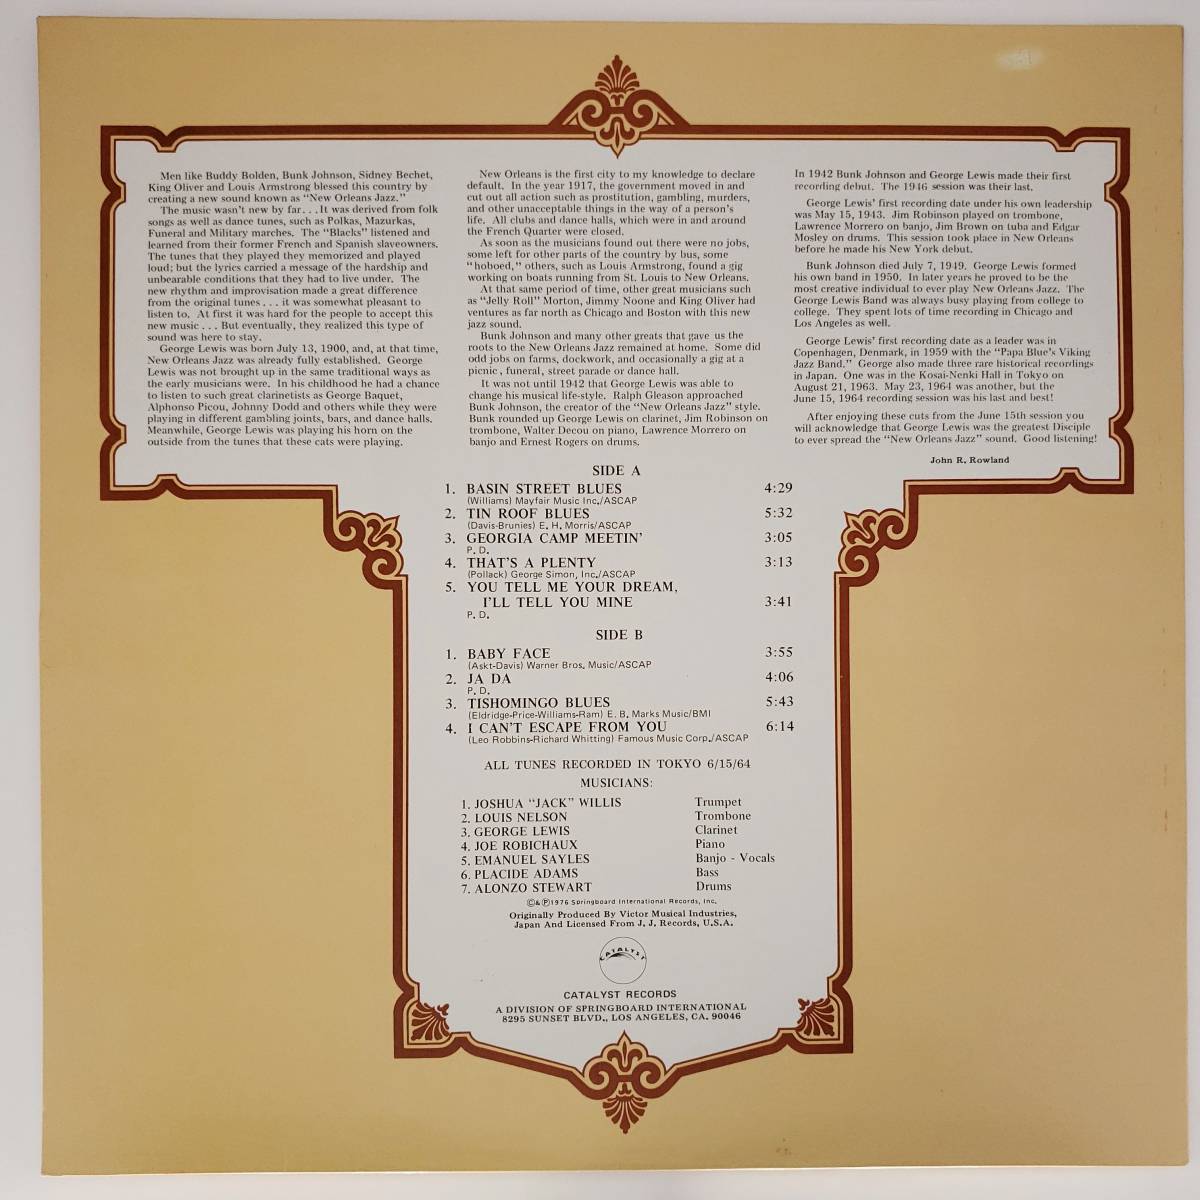 Men like Buddy Bolden, Bunk Johnson, Sidney Bechet,
King Oliver and Louis Armstrong blessed this country by
creating a new sound known as "New Orleans Jazz."
The music wasn't new by far...It was derived from folk
songs as well as dance tunes, such as Polkas, Mazurkas,
Funeral and Military marches. The "Blacks" listened and
learned from their former French and Spanish slaveowners.
The tunes that they played they memorized and played
loud; but the lyrics carried a message of the hardship and
unbearable conditions that they had to live under. The
new rhythm and improvisation made a great difference
from the original tunes... it was somewhat pleasant to
listen to. At first it was hard for the people to accept this
new music... But eventually, they realized this type of
sound was here to stay.
George Lewis was born July 13, 1900, and, at that time,
New Orleans Jazz was already fully established. George
Lewis was not brought up in the same traditional ways as
the early musicians were. In his childhood he had a chance
to listen to such great clarinetists as George Baquet,
Alphonso Picou, Johnny Dodd and others while they were
playing in different gambling joints, bars, and dance halls.
Meanwhile, George Lewis was playing his horn on the
outside from the tunes that these cats were playing.
New Orleans is the first city to my knowledge to declare
default. In the year 1917, the government moved in and
cut out all action such as prostitution, gambling, murders,
and other unacceptable things in the way of a person's
life. All clubs and dance halls, which were in and around
the French Quarter were closed.
As soon as the musicians found out there were no jobs,
some left for other parts of the country by bus, some
"hoboed," others, such as Louis Armstrong, found a gig
working on boats running from St. Louis to New Orleans.
At that same period of time, other great musicians such
as "Jelly Roll" Morton, Jimmy Noone and King Oliver had
ventures as far north as Chicago and Boston with this new
jazz sound.
Bunk Johnson and many other greats that gave us the
roots to the New Orleans Jazz remained at home. Some did
odd jobs on farms, dockwork, and occasionally a gig at a
picnic, funeral, street parade or dance hall.
It was not until 1942 that George Lewis was able to
change his musical life-style. Ralph Gleason approached
Bunk Johnson, the creator of the "New Orleans Jazz" style.
Bunk rounded up George Lewis on clarinet, Jim Robinson on
trombone, Walter Decou on piano, Lawrence Morrero on
banjo and Ernest Rogers on drums.
In 1942 Bunk Johnson and George Lewis made their first
recording debut. The 1946 session was their last.
George Lewis' first recording date under his own leadership
was May 15, 1943. Jim Robinson played on trombone,
Lawrence Morrero on banjo, Jim Brown on tuba and Edgar
Mosley on drums. This session took place in New Orleans
before he made his New York debut.
Bunk Johnson died July 7, 1949. George Lewis formed
his own band in 1950. In later years he proved to be the
most creative individual to ever play New Orleans Jazz. The
George Lewis Band was always busy playing from college to
college. They spent lots of time recording in Chicago and
Los Angeles as well.
George Lewis' first recording date as a leader was in
Copenhagen, Denmark, in 1959 with the "Papa Blue's Viking
Jazz Band." George also made three rare historical recordings
in Japan. One was in the Kosai-Nenki Hall in Tokyo on
August 21, 1963. May 23, 1964 was another, but the
June 15, 1964 recording session was his last and best!
After enjoying these cuts from the June 15th session you
will acknowledge that George Lewis was the greatest Disciple
to ever spread the "New Orleans Jazz" sound. Good listening!
John R. Rowland
SIDE A
1. BASIN STREET BLUES 4:29
(Williams) Mayfair Music Inc./ASCAP
2. TIN ROOF BLUES 5:32
(Davis-Brunies) E. H. Morris/ASCAP
3. GEORGIA CAMP MEETIN' 3:05
P. D.
4. THAT'S A PLENTY 3:13
(Pollack) George Simon, Inc./ASCAP
5. YOU TELL ME YOUR DREAM,
I'LL TELL YOU MINE 3:41
P. D.
SIDE B
1. BABY FACE 3:55
(Askt-Davis) Warner Bros. Music/ASCAP
2. JA DA 4:06
P. D.
3. TISHOMINGO BLUES 5:43
(Eldridge-Price-Williams-Ram) E. B. Marks Music/BMI
4. I CAN'T ESCAPE FROM YOU 6:14
(Leo Robbins-Richard Whitting) Famous Music Corp./ASCAP
ALL TUNES RECORDED IN TOKYO 6/15/64
MUSICIANS:
1. JOSHUA "JACK" WILLIS Trumpet
2. LOUIS NELSON Trombone
3. GEORGE LEWIS Clarinet
4. JOE ROBICHAUX Piano
5. EMANUEL SAYLES Banjo - Vocals
6. PLACIDE ADAMS Bass
7. ALONZO STEWART Drums
©&℗1976 Springboard International Records, Inc.
Originally Produced By Victor Musical Industries,
Japan And Licensed From J. J. Records, U.S.A.
CATALYST
CATALYST RECORDS
A DIVISION OF SPRINGBOARD INTERNATIONAL
8295 SUNSET BLVD., LOS ANGELES, CA. 90046